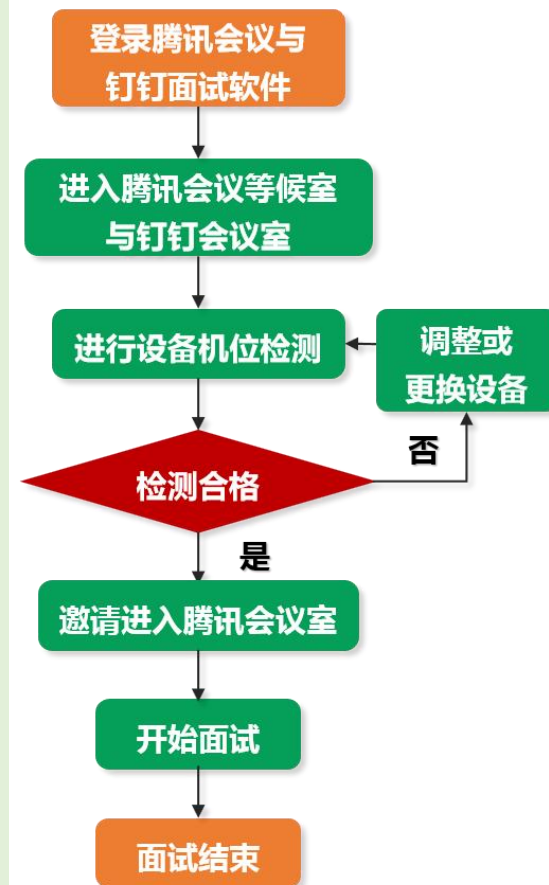 登录腾讯会议与
钉钉面试软件
进入腾讯会议等候室
与钉钉会议室
进行设备机位检测
调整或
更换设备
检测合格
否
是
邀请进入腾讯会议室
开始面试
面试结束